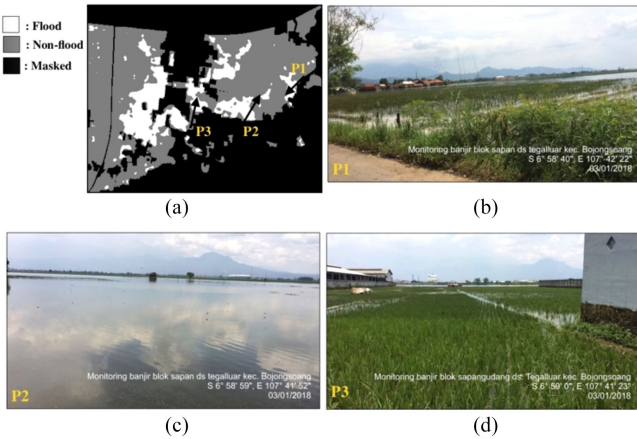 : Flood
: Non-flood
: Masked
P1
P2
P3
(a)
Monitoring banjir blok sapan ds tegalluar kec. Bojongsoang
S 6° 58' 40", E 107° 42' 22"
03/01/2018
P1
(b)
Monitoring banjir blok sapan ds tegalluar kec. Bojongsoang
S 6° 58' 59", E 107° 41' 52"
03/01/2018
P2
(c)
Monitoring banjir blok sapangudang ds. Tegalluar kec. Bojongsoang
S 6° 59' 0", E 107° 41' 23'
03/01/2018
P3
(d)